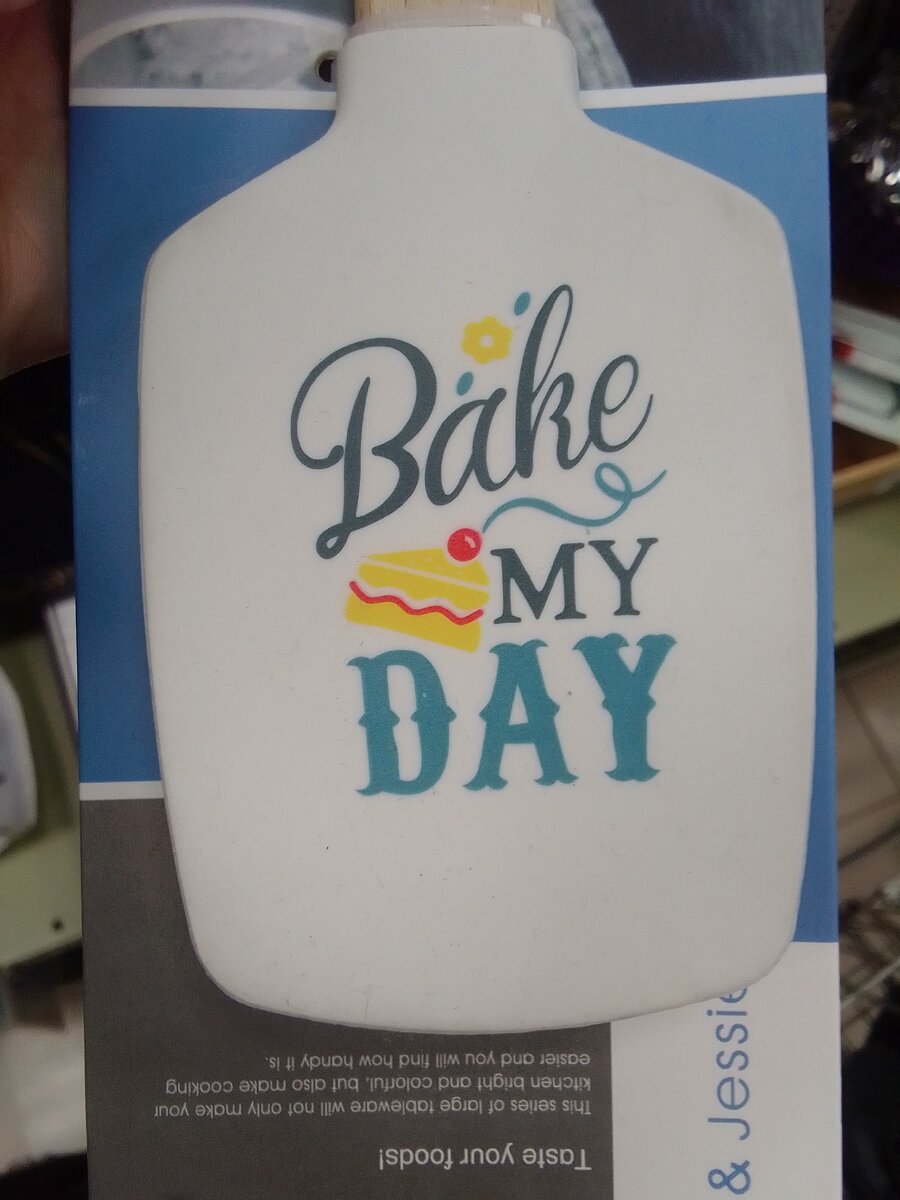 Bake
MY
DAY
& Jessie
Taste your foods!
This series of large tableware will not only make your
kitchen bright and colorful, but also make cooking
easier and you will find how handy it is.